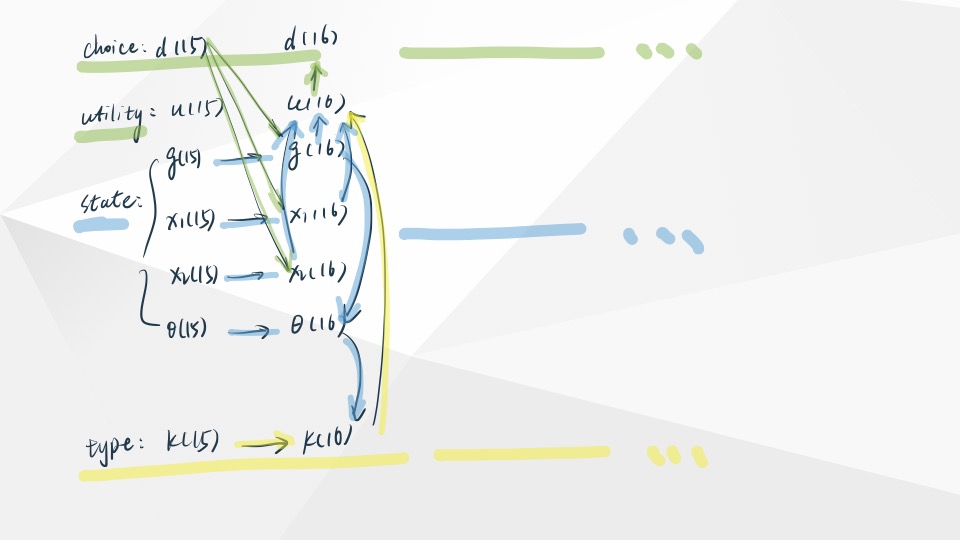 choice: d(15) d(16)
utility: u(15) u(16)
g(15) g(16)
state: x1(15) x1(16)
x2(15) x2(16)
θ(15) θ(16)
type: k(15) k(16)